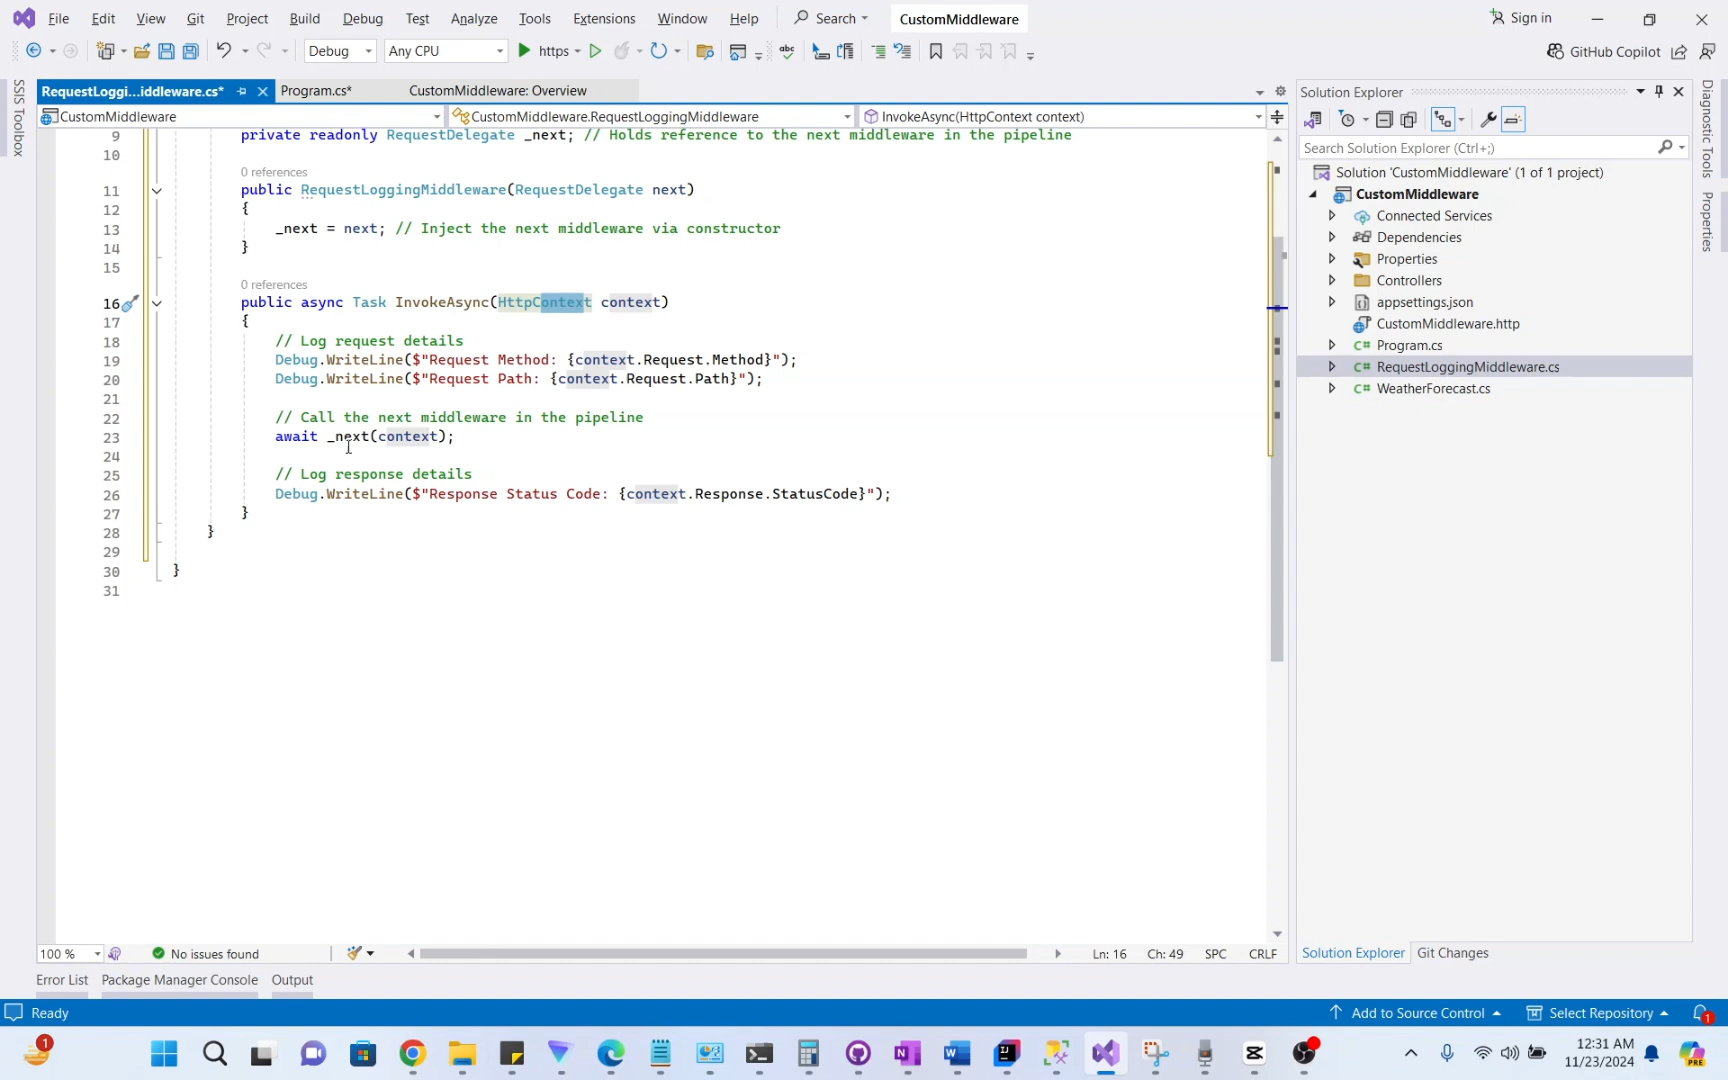 File Edit View Git Project Build Debug Test Analyze Tools Extensions Window Help Search CustomMiddleware Sign in
Debug Any CPU https abc GitHub Copilot
RequestLoggi...iddleware.cs* Program.cs* CustomMiddleware: Overview
CustomMiddleware CustomMiddleware.RequestLoggingMiddleware InvokeAsync(HttpContext context)
9 private readonly RequestDelegate _next; // Holds reference to the next middleware in the pipeline
10
0 references
11 public RequestLoggingMiddleware(RequestDelegate next)
12 {
13 _next = next; // Inject the next middleware via constructor
14 }
15
0 references
16 public async Task InvokeAsync(HttpContext context)
17 {
18 // Log request details
19 Debug.WriteLine($"Request Method: {context.Request.Method}");
20 Debug.WriteLine($"Request Path: {context.Request.Path}");
21
22 // Call the next middleware in the pipeline
23 await _next(context);
24
25 // Log response details
26 Debug.WriteLine($"Response Status Code: {context.Response.StatusCode}");
27 }
28 }
29
30 }
31
100 % No issues found Ln: 16 Ch: 49 SPC CRLF
Error List Package Manager Console Output
SSIS Toolbox
Solution Explorer
Search Solution Explorer (Ctrl+;)
Solution 'CustomMiddleware' (1 of 1 project)
CustomMiddleware
Connected Services
Dependencies
Properties
Controllers
appsettings.json
CustomMiddleware.http
C# Program.cs
C# RequestLoggingMiddleware.cs
C# WeatherForecast.cs
Solution Explorer Git Changes
Diagnostic Tools
Properties
Ready Add to Source Control Select Repository 1
1 12:31 AM
11/23/2024
PRE